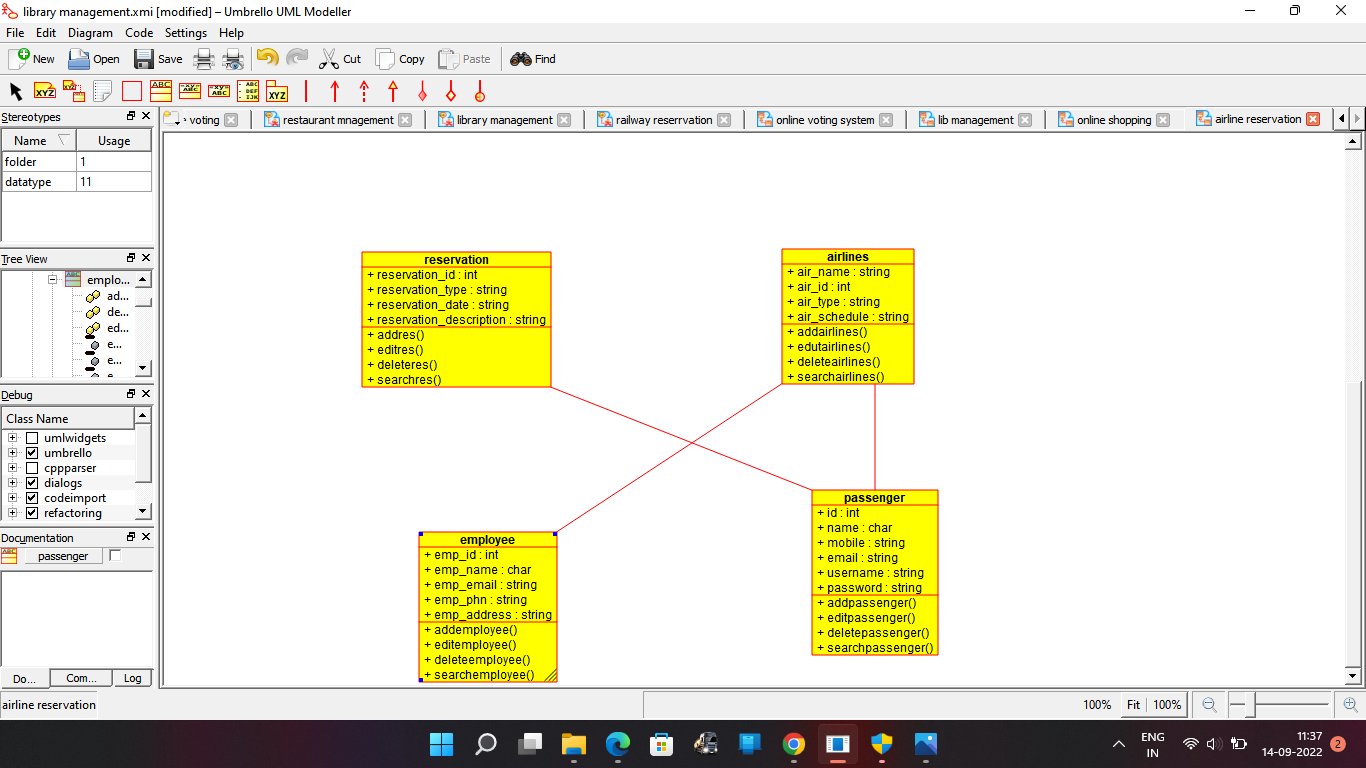 library management.xmi [modified] – Umbrello UML Modeller
File Edit Diagram Code Settings Help
New Open Save Cut Copy Paste Find
XYZ ABC
Stereotypes
voting restaurant mnagement library management railway reserrvation online voting system lib management online shopping airline reservation
Name Usage
folder 1
datatype 11
Tree View
emplo...
ad...
de...
ed...
e...
e...
Debug
Class Name
umlwidgets
umbrello
cppparser
dialogs
codeimport
refactoring
Documentation
passenger
Do... Com... Log
reservation
+ reservation_id : int
+ reservation_type : string
+ reservation_date : string
+ reservation_description : string
+ addres()
+ editres()
+ deleteres()
+ searchres()
airlines
+ air_name : string
+ air_id : int
+ air_type : string
+ air_schedule : string
+ addairlines()
+ edutairlines()
+ deleteairlines()
+ searchairlines()
employee
+ emp_id : int
+ emp_name : char
+ emp_email : string
+ emp_phn : string
+ emp_address : string
+ addemployee()
+ editemployee()
+ deleteemployee()
+ searchemployee()
passenger
+ id : int
+ name : char
+ mobile : string
+ email : string
+ username : string
+ password : string
+ addpassenger()
+ editpassenger()
+ deletepassenger()
+ searchpassenger()
airline reservation
100% Fit 100%
ENG
IN
11:37
14-09-2022
2